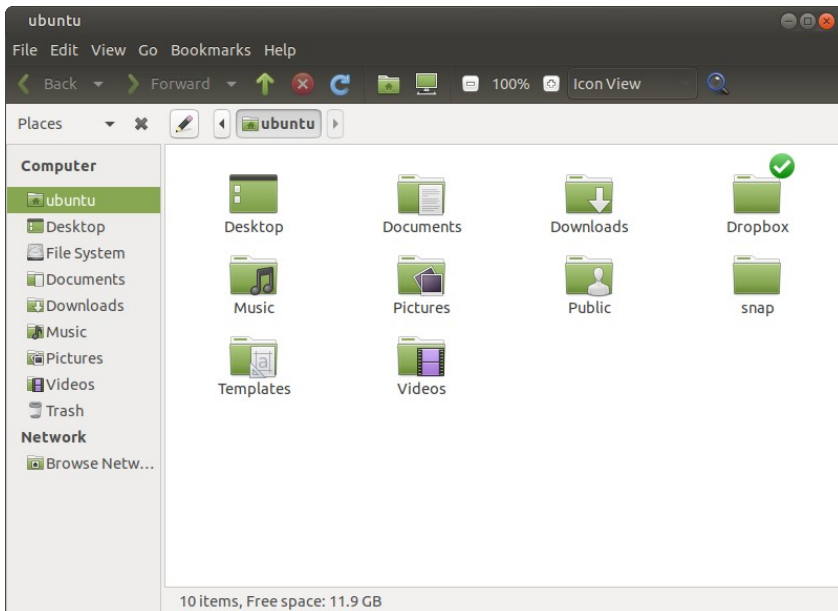 ubuntu
File Edit View Go Bookmarks Help
Back Forward 100% Icon View
Places ubuntu
Computer
ubuntu
Desktop
File System
Documents
Downloads
Music
Pictures
Videos
Trash
Network
Browse Netw...
Desktop Documents Downloads Dropbox
Music Pictures Public snap
Templates Videos
10 items, Free space: 11.9 GB